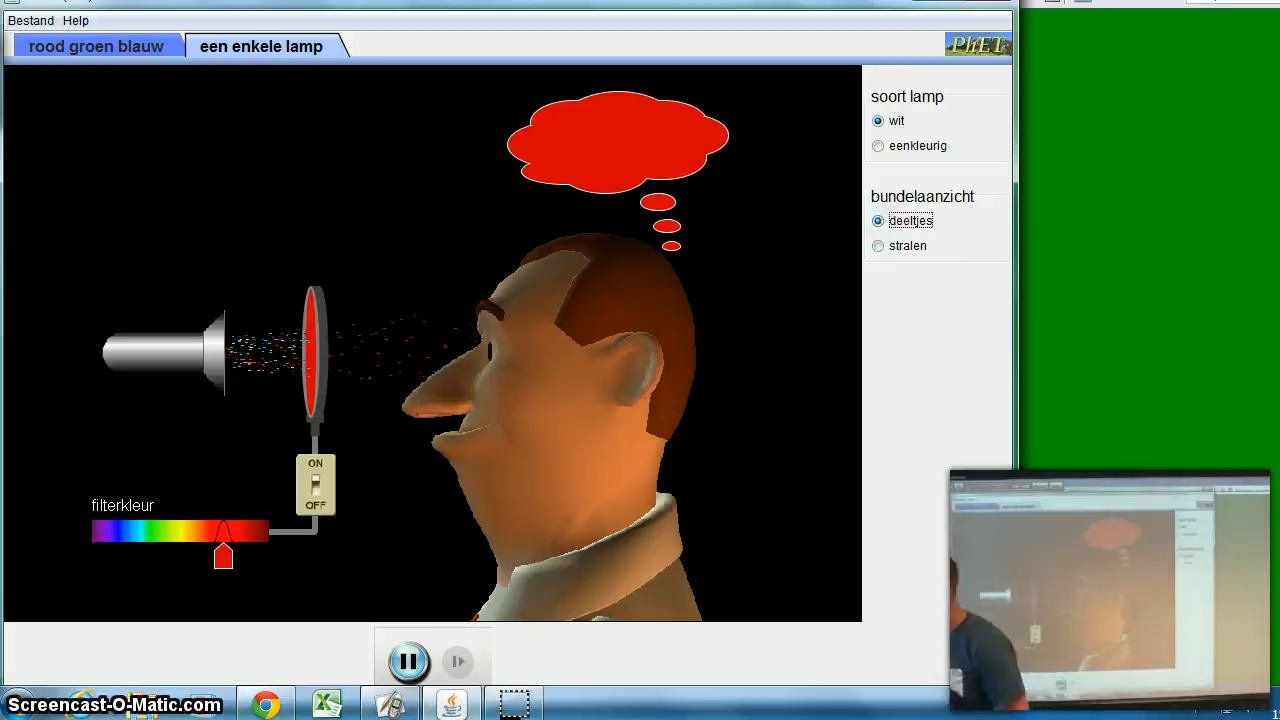 Bestand Help
rood groen blauw
een enkele lamp
PhET
soort lamp
wit
eenkleurig
bundelaanzicht
deeltjes
stralen
ON
OFF
filterkleur
Screencast-O-Matic.com